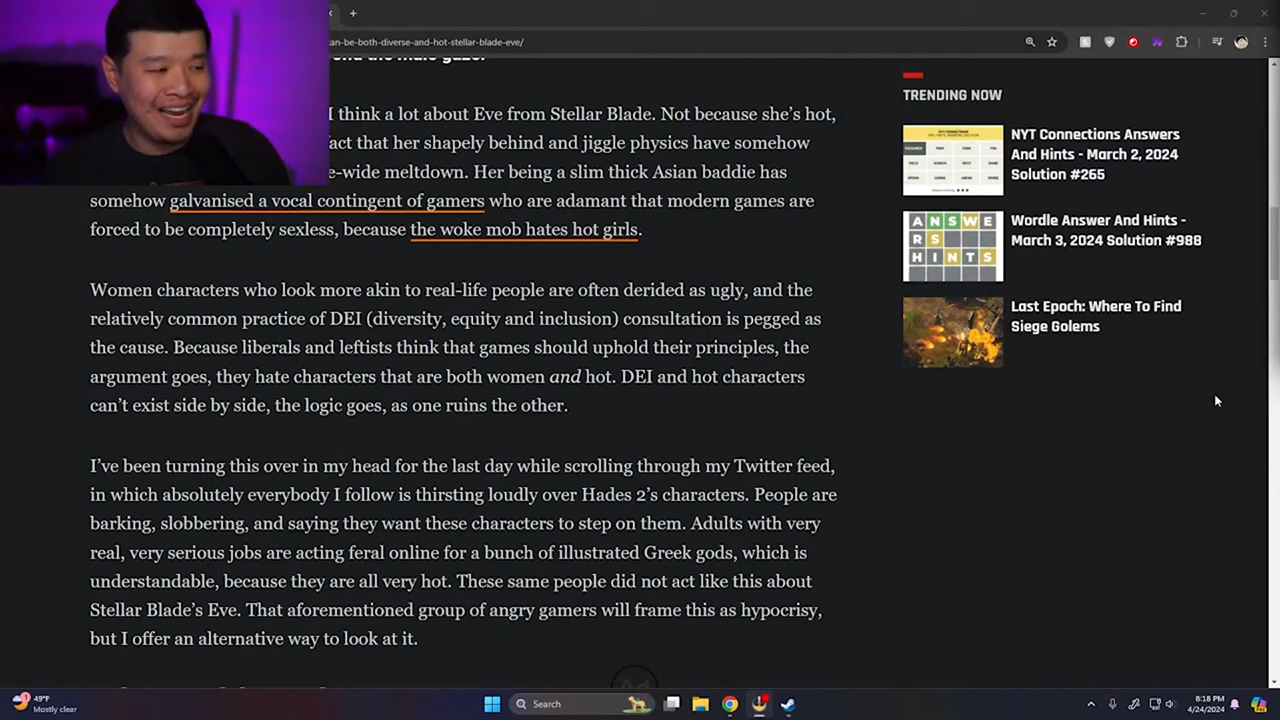 an-be-both-diverse-and-hot-stellar-blade-eve/
I think a lot about Eve from Stellar Blade. Not because she's hot,
act that her shapely behind and jiggle physics have somehow
e-wide meltdown. Her being a slim thick Asian baddie has
somehow galvanised a vocal contingent of gamers who are adamant that modern games are
forced to be completely sexless, because the woke mob hates hot girls.
Women characters who look more akin to real-life people are often derided as ugly, and the
relatively common practice of DEI (diversity, equity and inclusion) consultation is pegged as
the cause. Because liberals and leftists think that games should uphold their principles, the
argument goes, they hate characters that are both women and hot. DEI and hot characters
can't exist side by side, the logic goes, as one ruins the other.
I've been turning this over in my head for the last day while scrolling through my Twitter feed,
in which absolutely everybody I follow is thirsting loudly over Hades 2's characters. People are
barking, slobbering, and saying they want these characters to step on them. Adults with very
real, very serious jobs are acting feral online for a bunch of illustrated Greek gods, which is
understandable, because they are all very hot. These same people did not act like this about
Stellar Blade's Eve. That aforementioned group of angry gamers will frame this as hypocrisy,
but I offer an alternative way to look at it.
TRENDING NOW
NYT Connections Answers
And Hints - March 2, 2024
Solution #265
ANSWE
RS
HINTS
Wordle Answer And Hints -
March 3, 2024 Solution #988
Last Epoch: Where To Find
Siege Golems
Ad
49°F
Mostly clear
Search
8:18 PM
4/24/2024